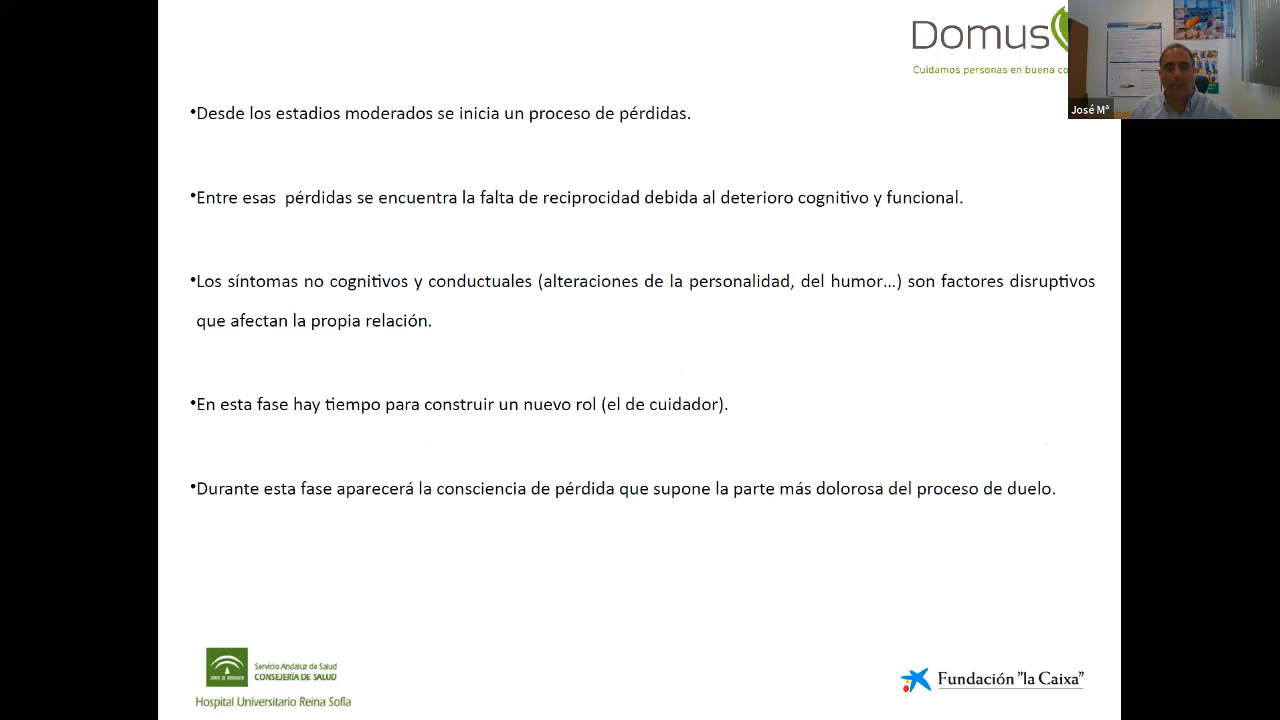 Domus
Cuidamos personas en buena co
José Mª
•Desde los estadios moderados se inicia un proceso de pérdidas.
•Entre esas pérdidas se encuentra la falta de reciprocidad debida al deterioro cognitivo y funcional.
•Los síntomas no cognitivos y conductuales (alteraciones de la personalidad, del humor…) son factores disruptivos
que afectan la propia relación.
•En esta fase hay tiempo para construir un nuevo rol (el de cuidador).
•Durante esta fase aparecerá la consciencia de pérdida que supone la parte más dolorosa del proceso de duelo.
JUNTA DE ANDALUCIA
Servicio Andaluz de Salud
CONSEJERÍA DE SALUD
Hospital Universitario Reina Sofía
Fundación "la Caixa"